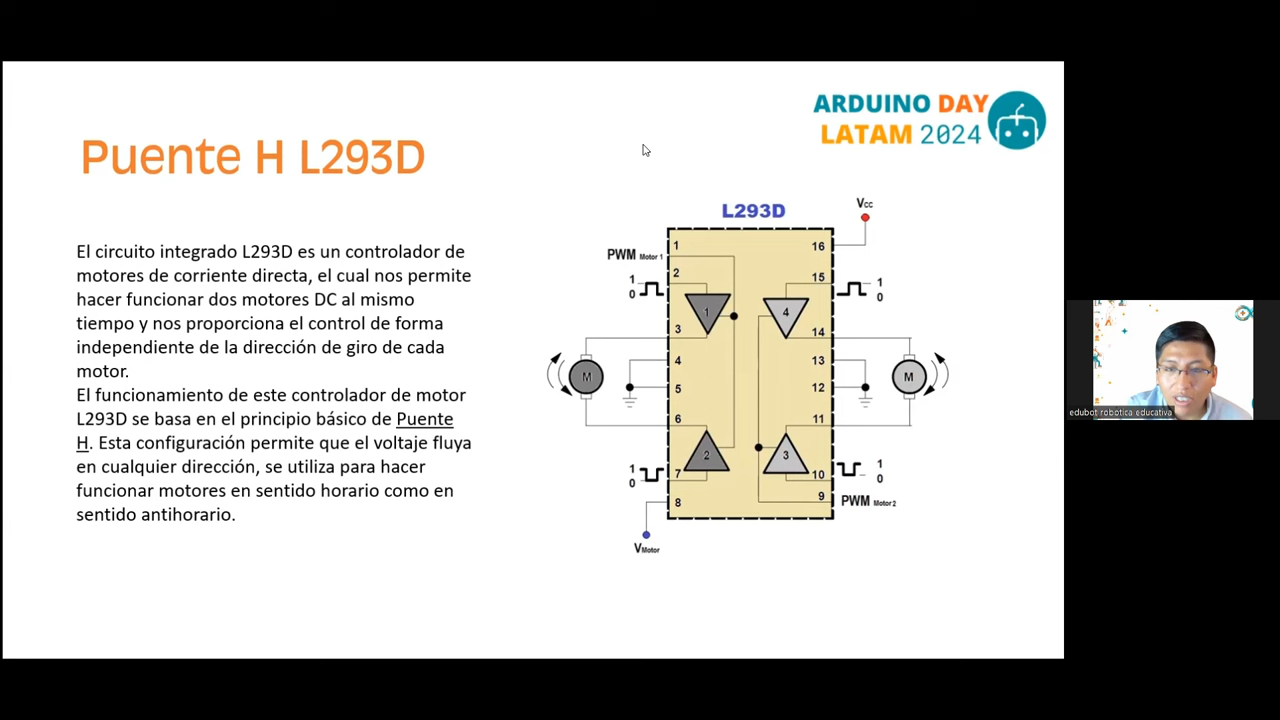 ARDUINO DAY
LATAM 2024
Puente H L293D
El circuito integrado L293D es un controlador de
motores de corriente directa, el cual nos permite
hacer funcionar dos motores DC al mismo
tiempo y nos proporciona el control de forma
independiente de la dirección de giro de cada
motor.
El funcionamiento de este controlador de motor
L293D se basa en el principio básico de Puente
H. Esta configuración permite que el voltaje fluya
en cualquier dirección, se utiliza para hacer
funcionar motores en sentido horario como en
sentido antihorario.
L293D
Vcc
PWM Motor 1
1
16
2
15
1
0
1
0
1
4
3
14
4
13
M
5
12
M
6
11
2
3
1
0
7
10
1
0
8
9
PWM Motor 2
VMotor
edubot robotica educativa